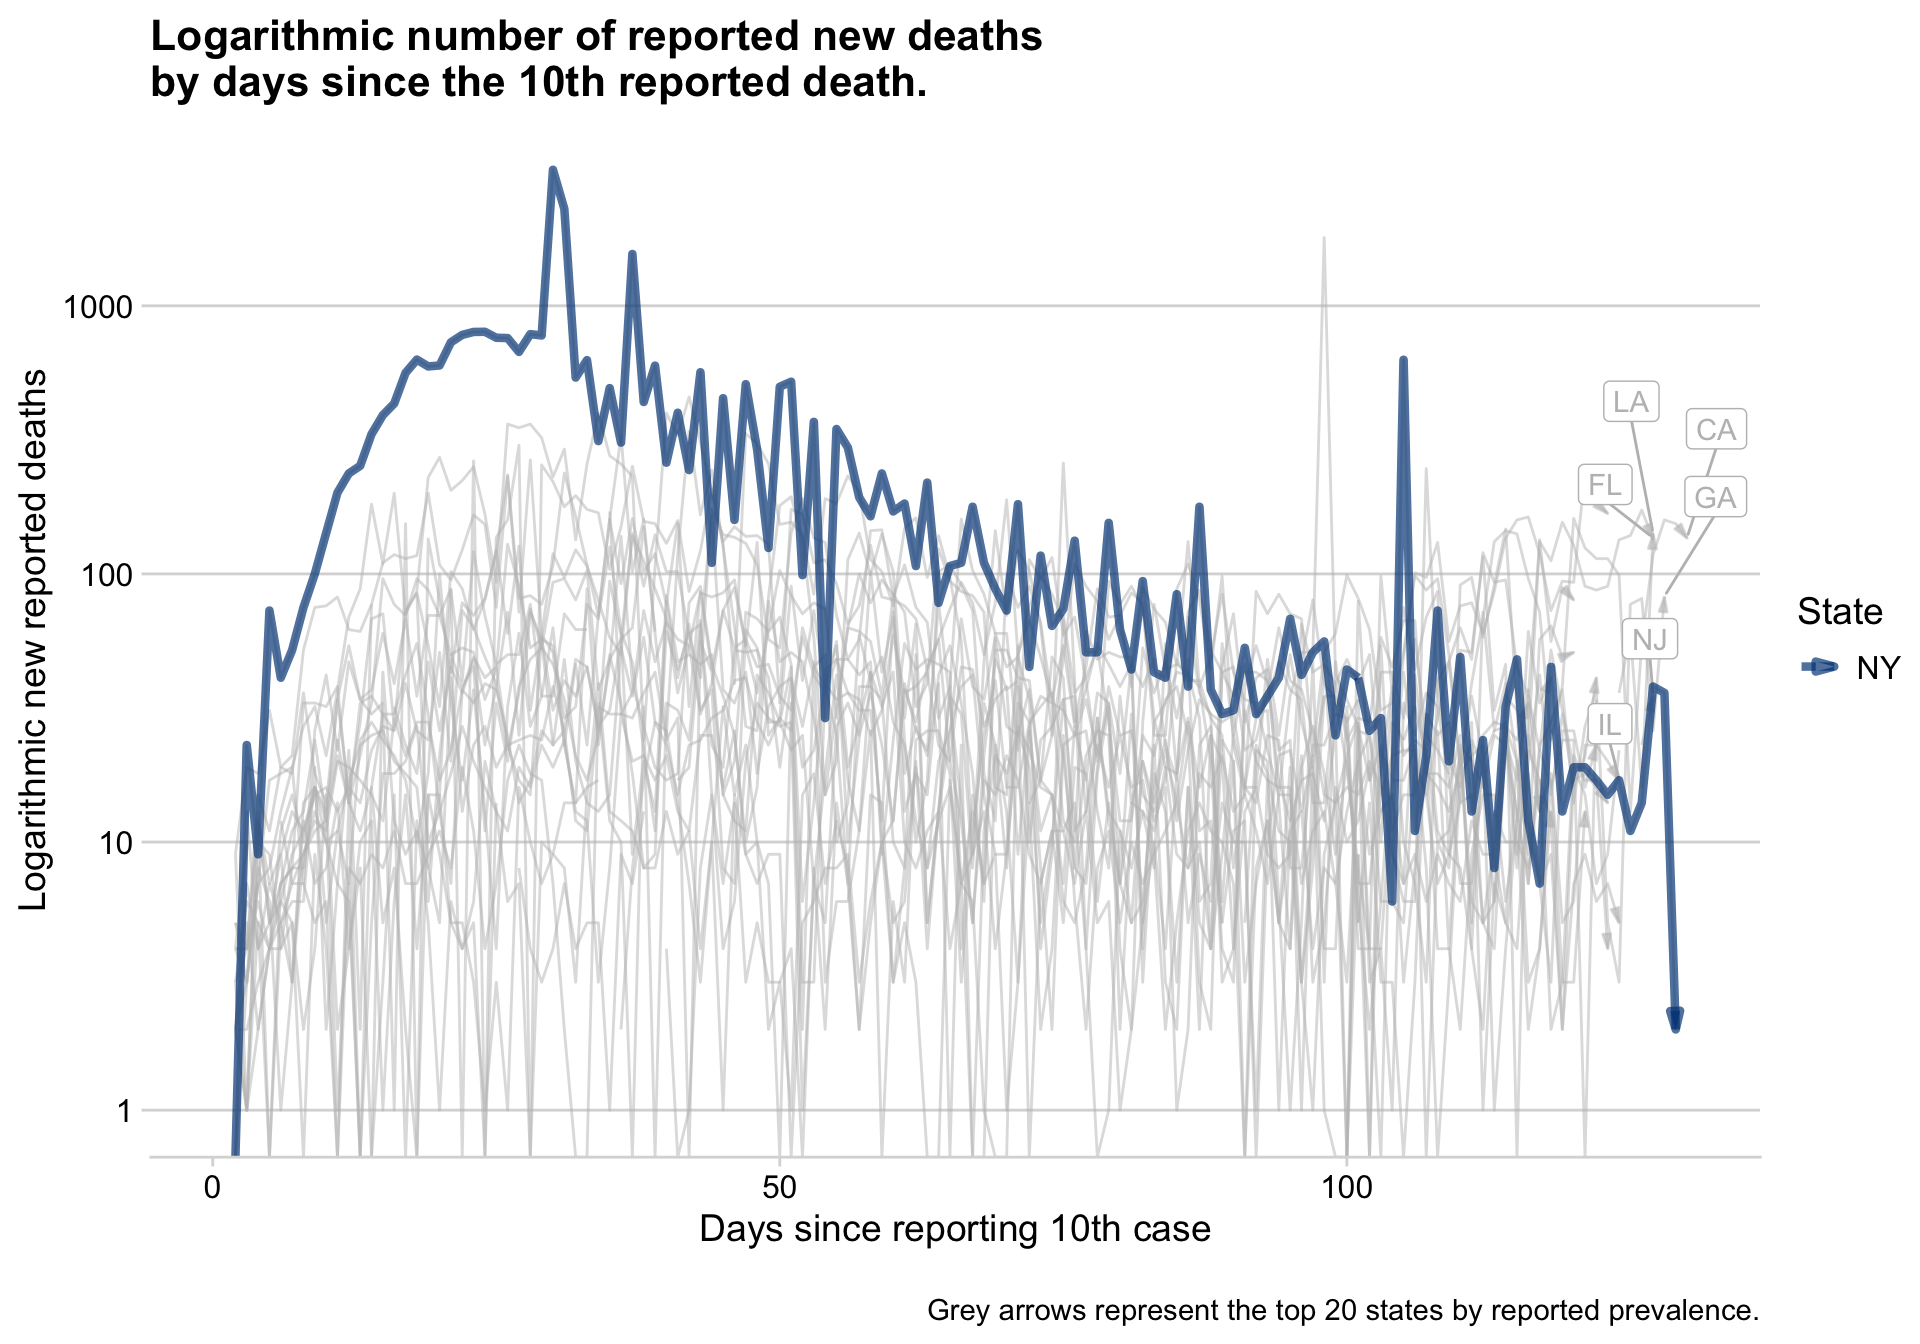 Logarithmic number of reported new deaths
by days since the 10th reported death.
Logarithmic new reported deaths
1000
100
10
1
LA
CA
FL
GA
NJ
IL
State
NY
0
50
100
Days since reporting 10th case
Grey arrows represent the top 20 states by reported prevalence.